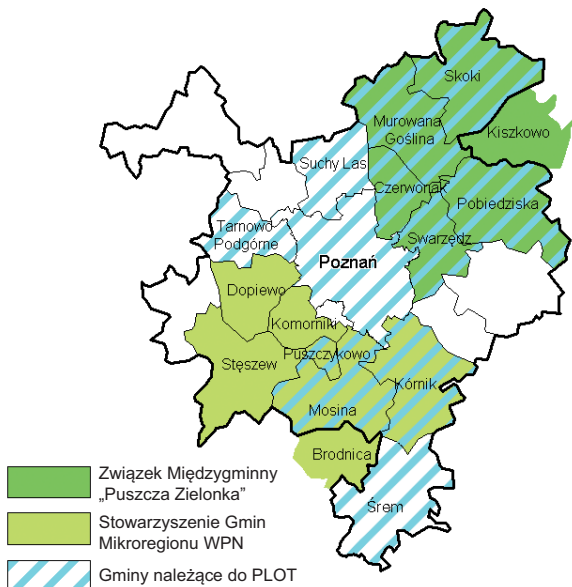 Skoki
Murowana
Goślina
Kiszkowo
Suchy Las
Czerwonak
Pobiedziska
Tarnowo
Podgórne
Swarzędz
Poznań
Dopiewo
Komorniki
Puszczykowo
Stęszew
Kórnik
Mosina
Brodnica
Śrem
Związek Międzygminny
„Puszcza Zielonka”
Stowarzyszenie Gmin
Mikroregionu WPN
Gminy należące do PLOT